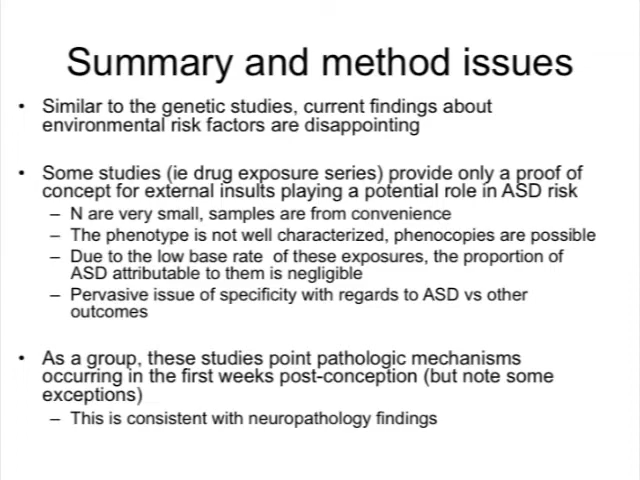 Summary and method issues
• Similar to the genetic studies, current findings about
environmental risk factors are disappointing
• Some studies (ie drug exposure series) provide only a proof of
concept for external insults playing a potential role in ASD risk
– N are very small, samples are from convenience
– The phenotype is not well characterized, phenocopies are possible
– Due to the low base rate of these exposures, the proportion of
ASD attributable to them is negligible
– Pervasive issue of specificity with regards to ASD vs other
outcomes
• As a group, these studies point pathologic mechanisms
occurring in the first weeks post-conception (but note some
exceptions)
– This is consistent with neuropathology findings